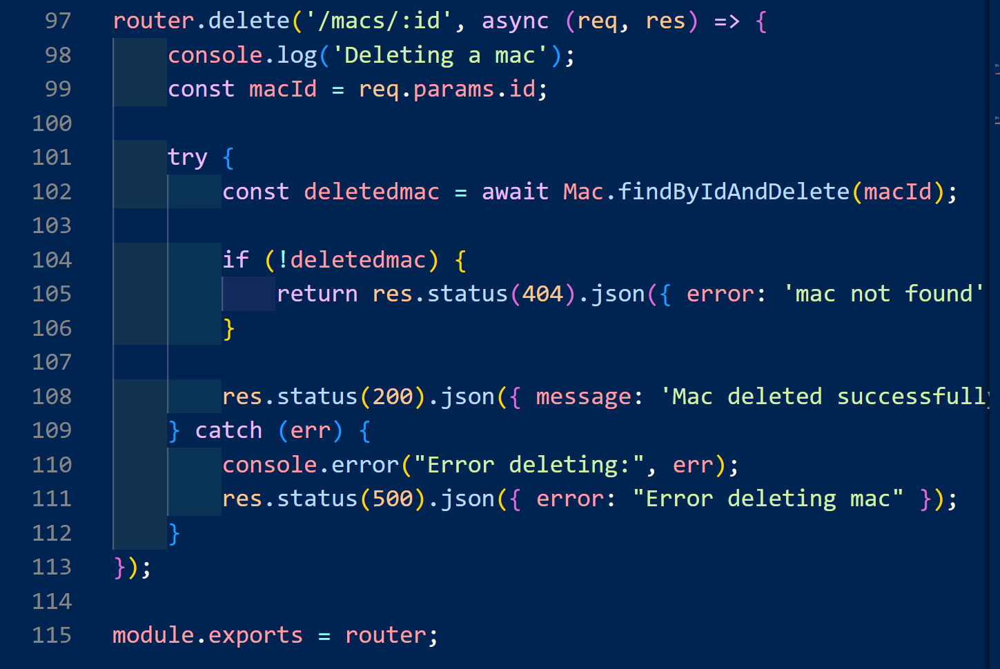 97 router.delete('/macs/:id', async (req, res) => {
98 console.log('Deleting a mac');
99 const macId = req.params.id;
100
101 try {
102 const deletedmac = await Mac.findByIdAndDelete(macId);
103
104 if (!deletedmac) {
105 return res.status(404).json({ error: 'mac not found'
106 }
107
108 res.status(200).json({ message: 'Mac deleted successfully
109 } catch (err) {
110 console.error("Error deleting:", err);
111 res.status(500).json({ error: "Error deleting mac" });
112 }
113 });
114
115 module.exports = router;